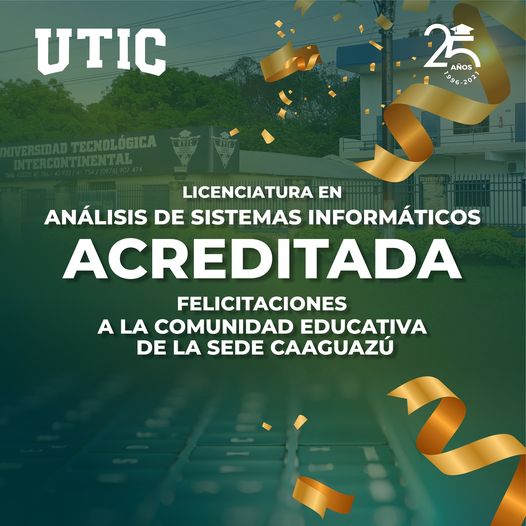 UTIC
25
AÑOS
1996-2021
UNIVERSIDAD TECNOLÓGICA
INTERCONTINENTAL
UTIC
LICENCIATURA EN
ANÁLISIS DE SISTEMAS INFORMÁTICOS
ACREDITADA
FELICITACIONES
A LA COMUNIDAD EDUCATIVA
DE LA SEDE CAAGUAZÚ